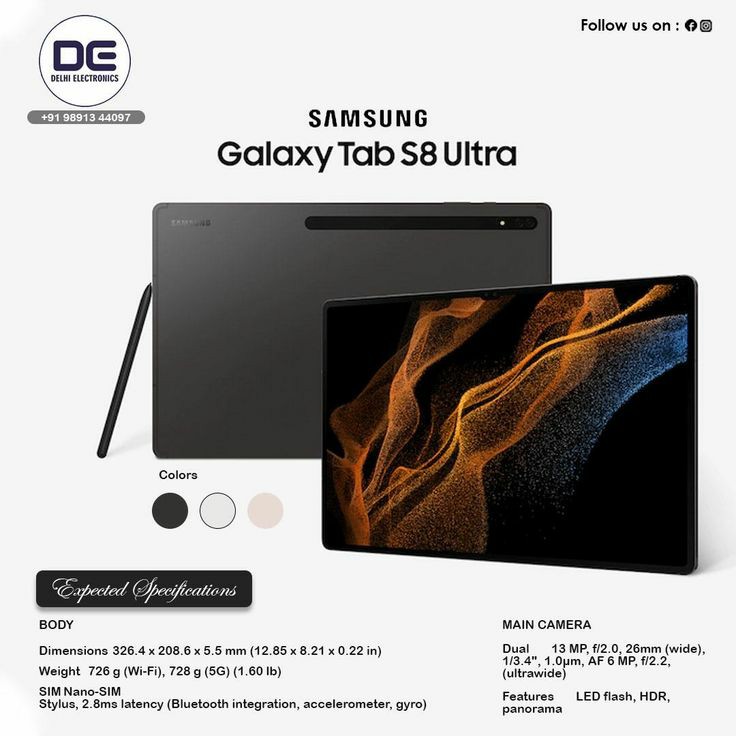 Follow us on :
DE
DELHI ELECTRONICS
+91 98913 44097
SAMSUNG
Galaxy Tab S8 Ultra
SAMSUNG
Colors
Expected Specifications
BODY
Dimensions 326.4 x 208.6 x 5.5 mm (12.85 x 8.21 x 0.22 in)
Weight 726 g (Wi-Fi), 728 g (5G) (1.60 lb)
SIM Nano-SIM
Stylus, 2.8ms latency (Bluetooth integration, accelerometer, gyro)
MAIN CAMERA
Dual 13 MP, f/2.0, 26mm (wide),
1/3.4", 1.0µm, AF 6 MP, f/2.2,
(ultrawide)
Features LED flash, HDR,
panorama